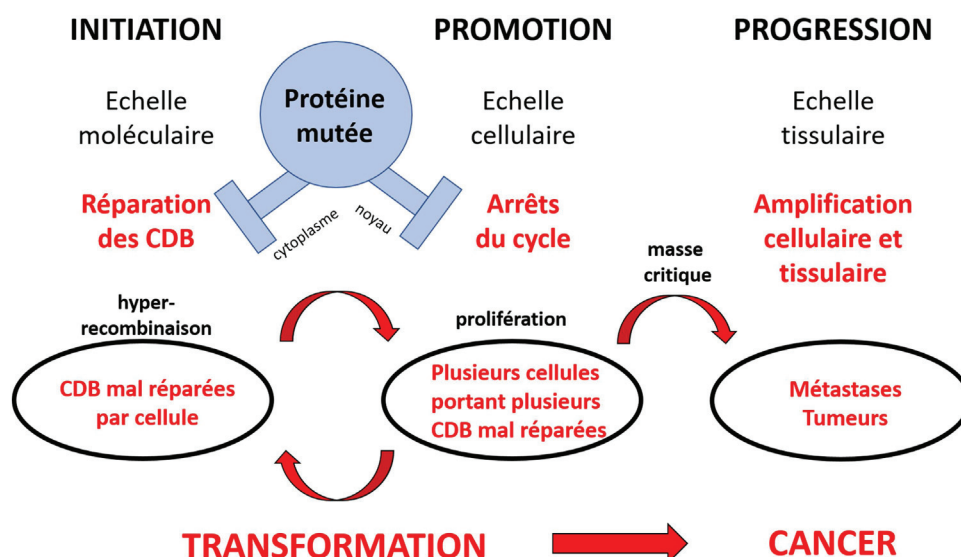 INITIATION
PROMOTION
PROGRESSION
Echelle
moléculaire
Protéine
mutée
Echelle
cellulaire
Echelle
tissulaire
Réparation
des CDB
cytoplasme
noyau
Arrêts
du cycle
Amplification
cellulaire et
tissulaire
masse
critique
hyper-
recombinaison
prolifération
CDB mal réparées
par cellule
Plusieurs cellules
portant plusieurs
CDB mal réparées
Métastases
Tumeurs
TRANSFORMATION
CANCER